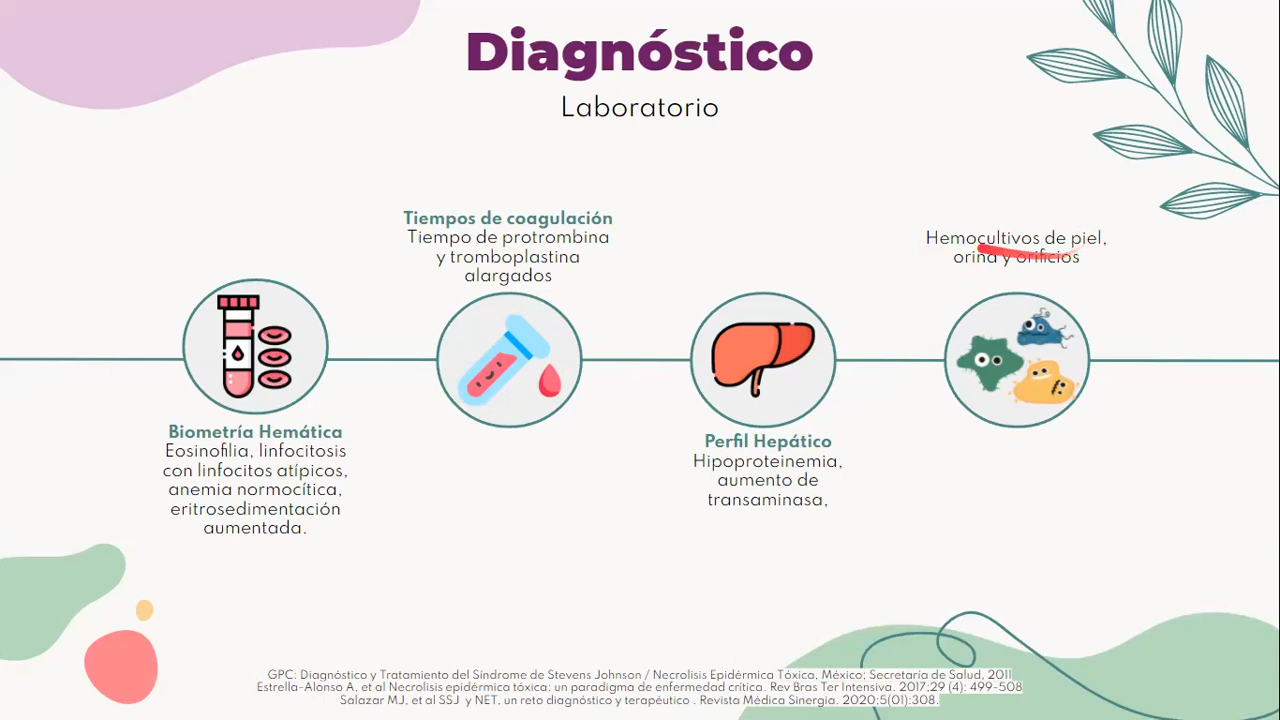 Diagnóstico
Laboratorio
Tiempos de coagulación
Tiempo de protrombina
y tromboplastina
alargados
Hemocultivos de piel,
orina y orificios
Biometría Hemática
Eosinofilia, linfocitosis
con linfocitos atípicos,
anemia normocítica,
eritrosedimentación
aumentada.
Perfil Hepático
Hipoproteinemia,
aumento de
transaminasa,
GPC: Diagnóstico y Tratamiento del Síndrome de Stevens Johnson / Necrolisis Epidérmica Tóxica, México; Secretaría de Salud, 2011
Estrella-Alonso A, et al Necrolisis epidérmica tóxica: un paradigma de enfermedad crítica. Rev Bras Ter Intensiva. 2017;29 (4): 499-508
Salazar MJ, et al SSJ y NET, un reto diagnóstico y terapéutico . Revista Médica Sinergia. 2020;5(01):308.